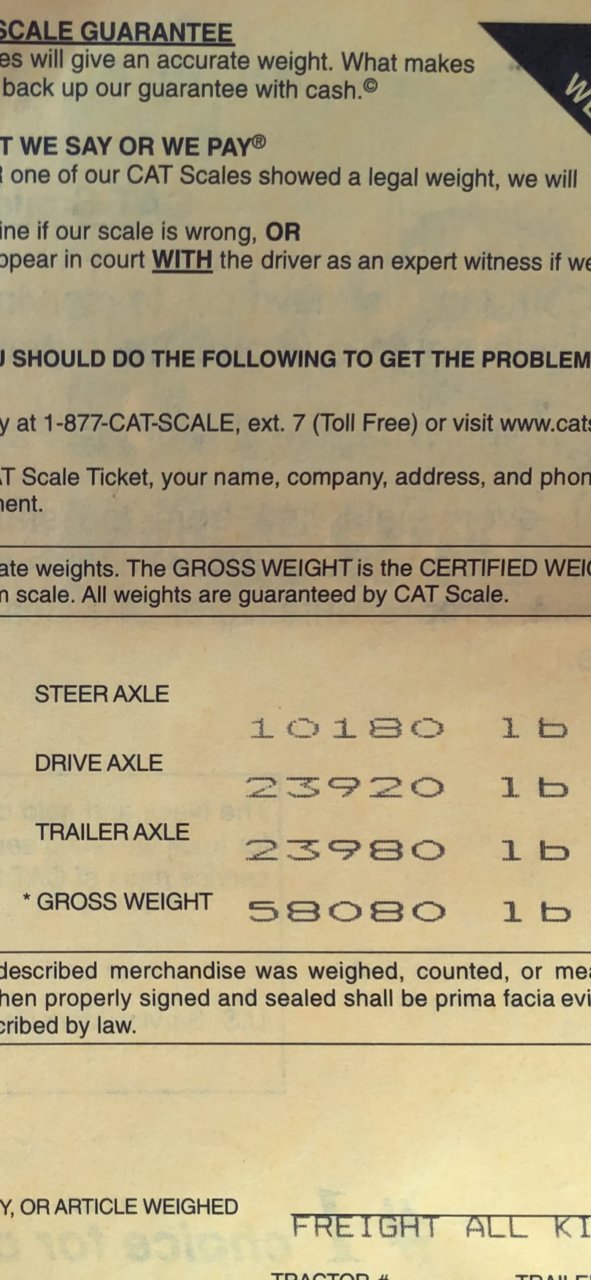 SCALE GUARANTEE
es will give an accurate weight. What makes
back up our guarantee with cash.©
T WE SAY OR WE PAY®
one of our CAT Scales showed a legal weight, we will
ine if our scale is wrong, OR
ppear in court WITH the driver as an expert witness if we
U SHOULD DO THE FOLLOWING TO GET THE PROBLEM
y at 1-877-CAT-SCALE, ext. 7 (Toll Free) or visit www.cats
AT Scale Ticket, your name, company, address, and phon
ment.
ate weights. The GROSS WEIGHT is the CERTIFIED WEIG
m scale. All weights are guaranteed by CAT Scale.
STEER AXLE
10180 lb
DRIVE AXLE
23920 lb
TRAILER AXLE
23980 lb
* GROSS WEIGHT
58080 lb
described merchandise was weighed, counted, or mea
hen properly signed and sealed shall be prima facia evi
cribed by law.
Y, OR ARTICLE WEIGHED
FREIGHT ALL KI
TRACTOR #
TRAILE